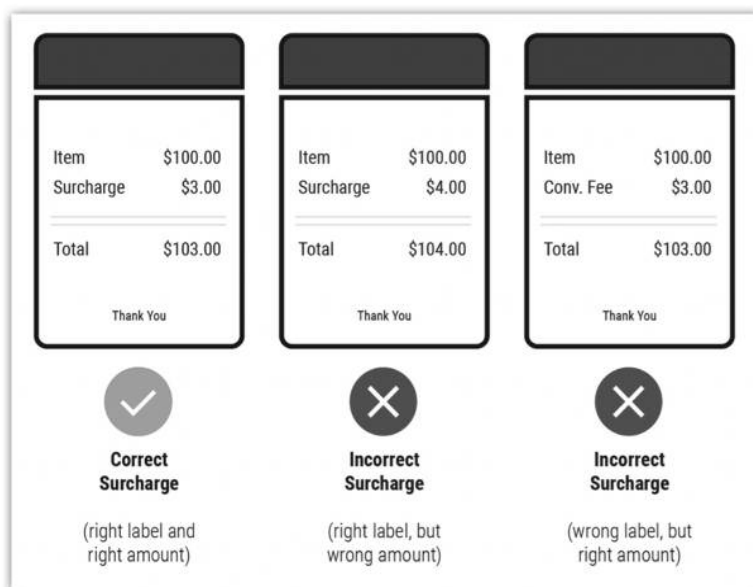 Item $100.00
Surcharge $3.00
Total $103.00
Thank You
Correct
Surcharge
(right label and
right amount)
Item $100.00
Surcharge $4.00
Total $104.00
Thank You
Incorrect
Surcharge
(right label, but
wrong amount)
Item $100.00
Conv. Fee $3.00
Total $103.00
Thank You
Incorrect
Surcharge
(wrong label, but
right amount)